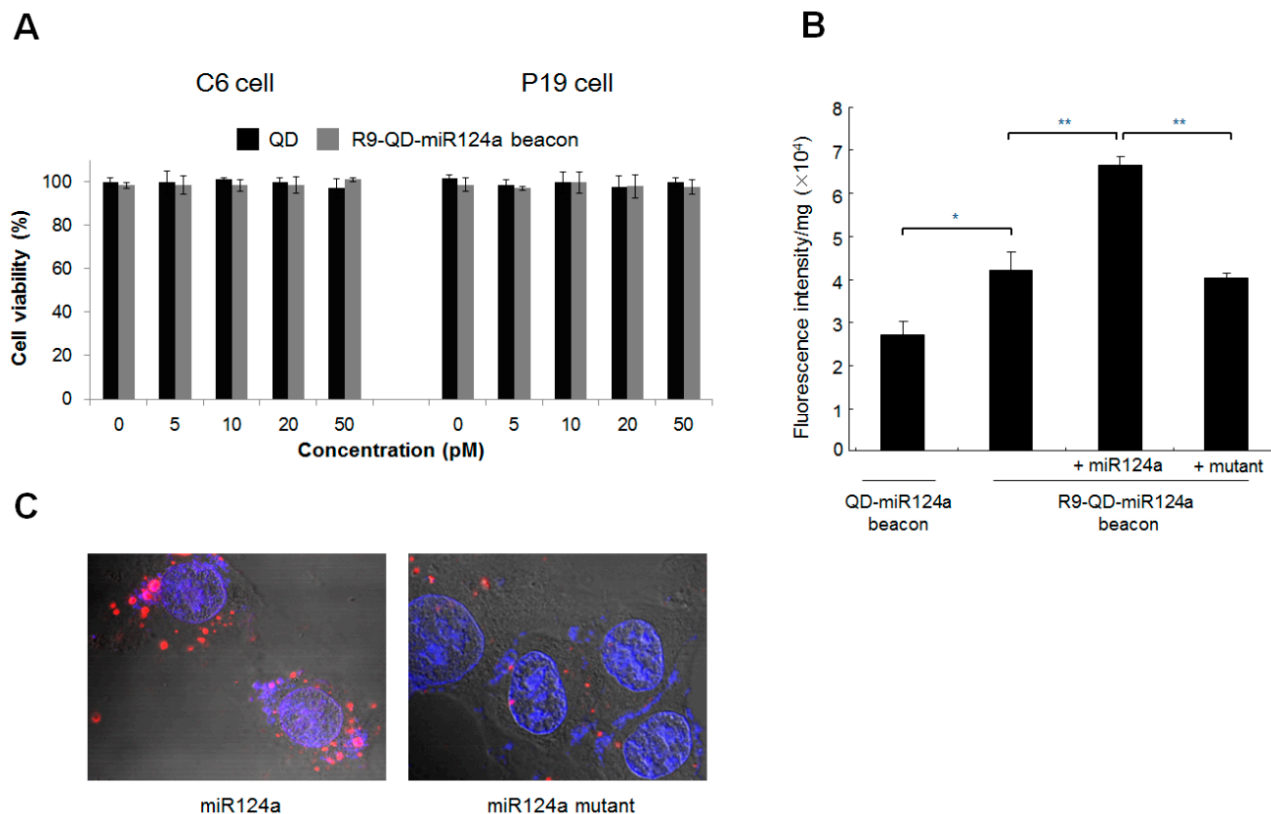 A
C6 cell
P19 cell
QD
R9-QD-miR124a beacon
Cell viability (%)
100
80
60
40
20
0
0 5 10 20 50 0 5 10 20 50
Concentration (pM)
B
Fluorescence intensity/mg (×10⁴)
8
7
6
5
4
3
2
1
0
*
**
**
+ miR124a
+ mutant
QD-miR124a
beacon
R9-QD-miR124a
beacon
C
miR124a
miR124a mutant